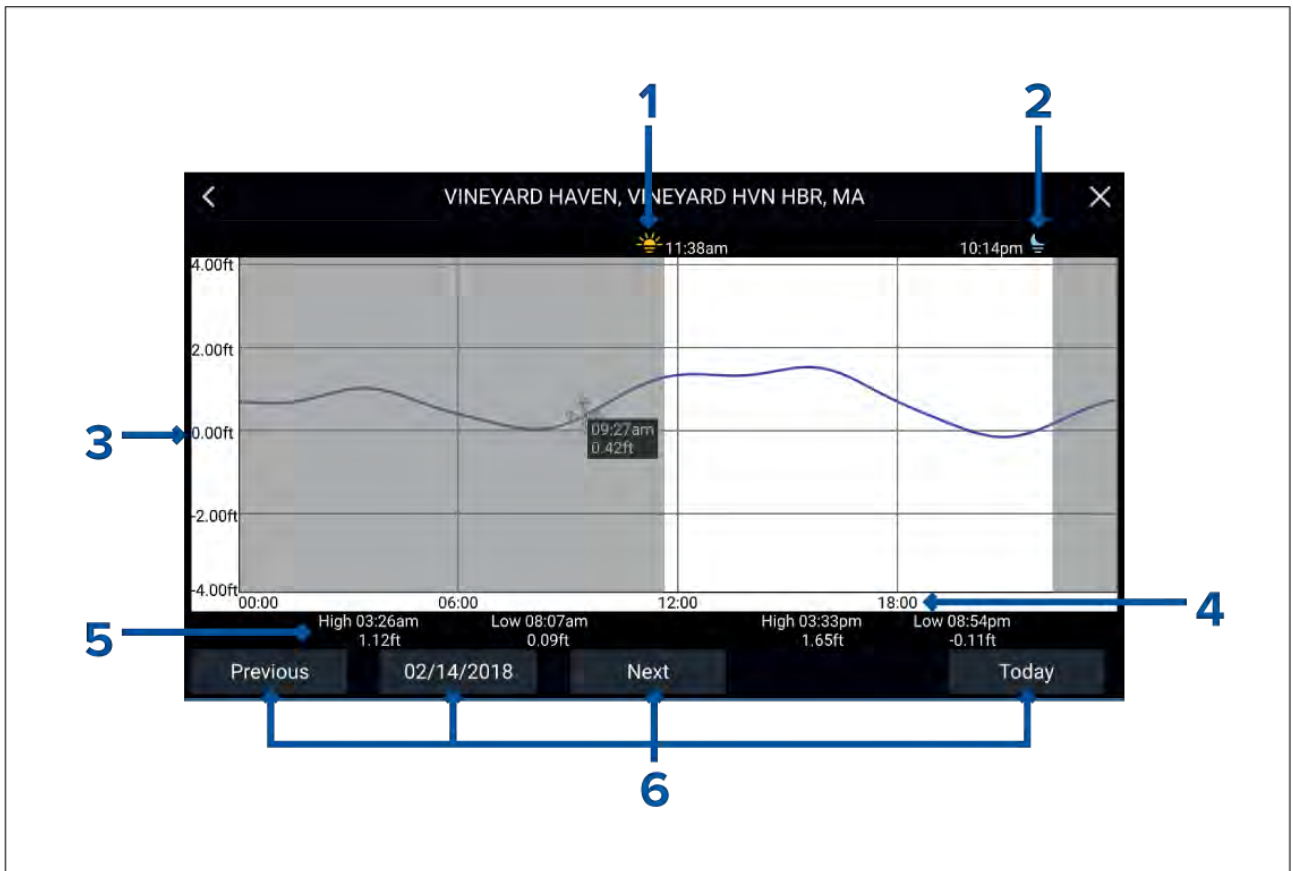 1
2
VINEYARD HAVEN, VINEYARD HVN HBR, MA
11:38am
10:14pm
4.00ft
2.00ft
3
0.00ft
09:27am
0.42ft
-2.00ft
-4.00ft
00:00
06:00
12:00
18:00
4
5
High 03:26am
1.12ft
Low 08:07am
0.09ft
High 03:33pm
1.65ft
Low 08:54pm
-0.11ft
Previous
02/14/2018
Next
Today
6